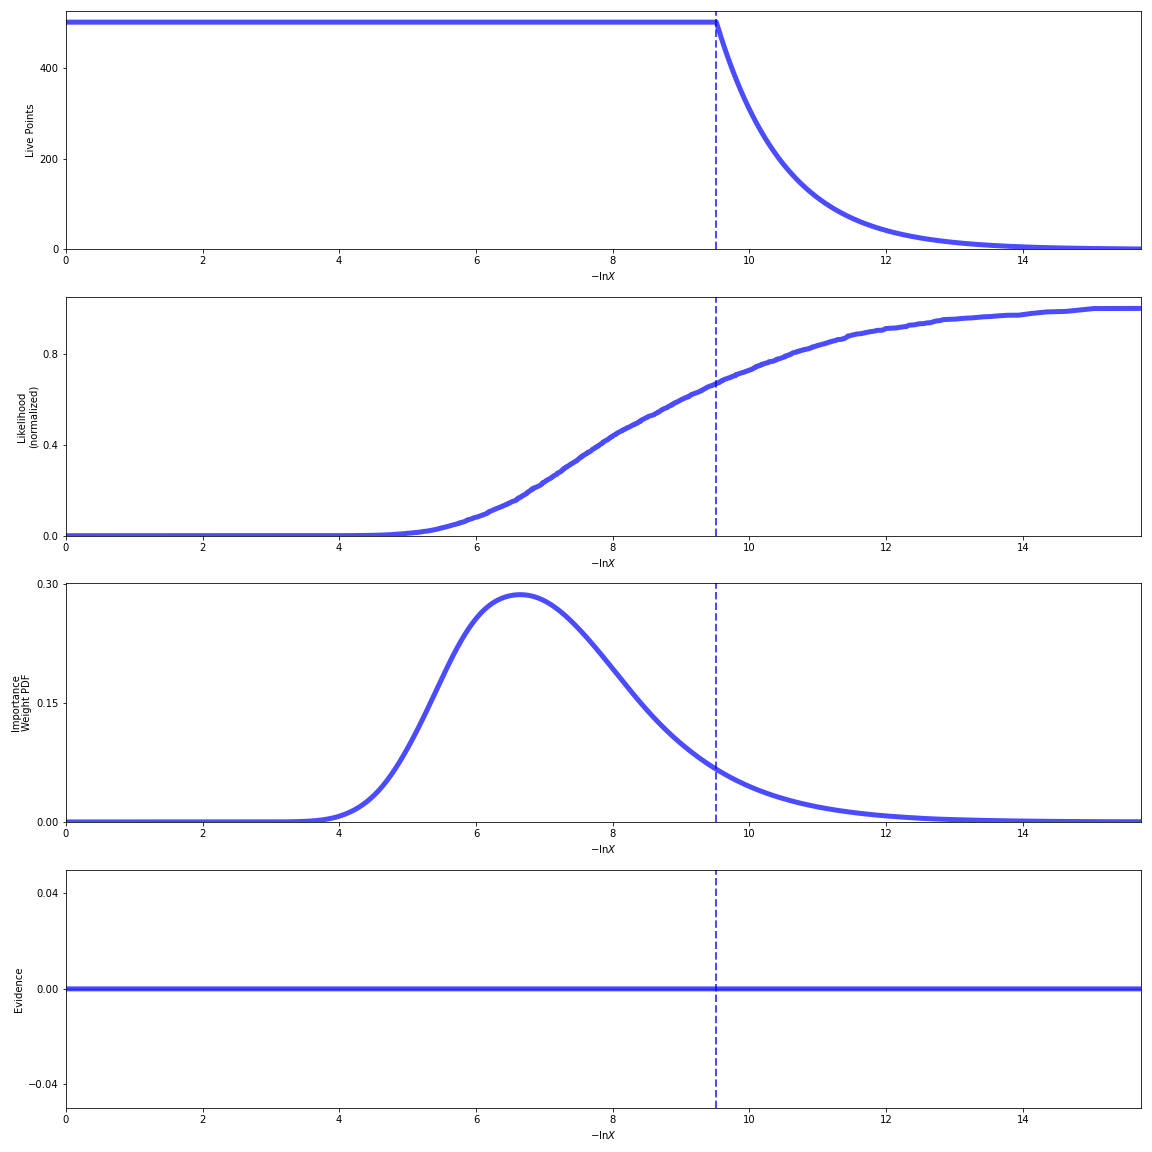 400
200
0
Live Points
0 2 4 6 8 10 12 14
−lnX
0.8
0.4
0.0
Likelihood
(normalized)
0 2 4 6 8 10 12 14
−lnX
0.30
0.15
0.00
Importance
Weight PDF
0 2 4 6 8 10 12 14
−lnX
0.04
0.00
−0.04
Evidence
0 2 4 6 8 10 12 14
−lnX